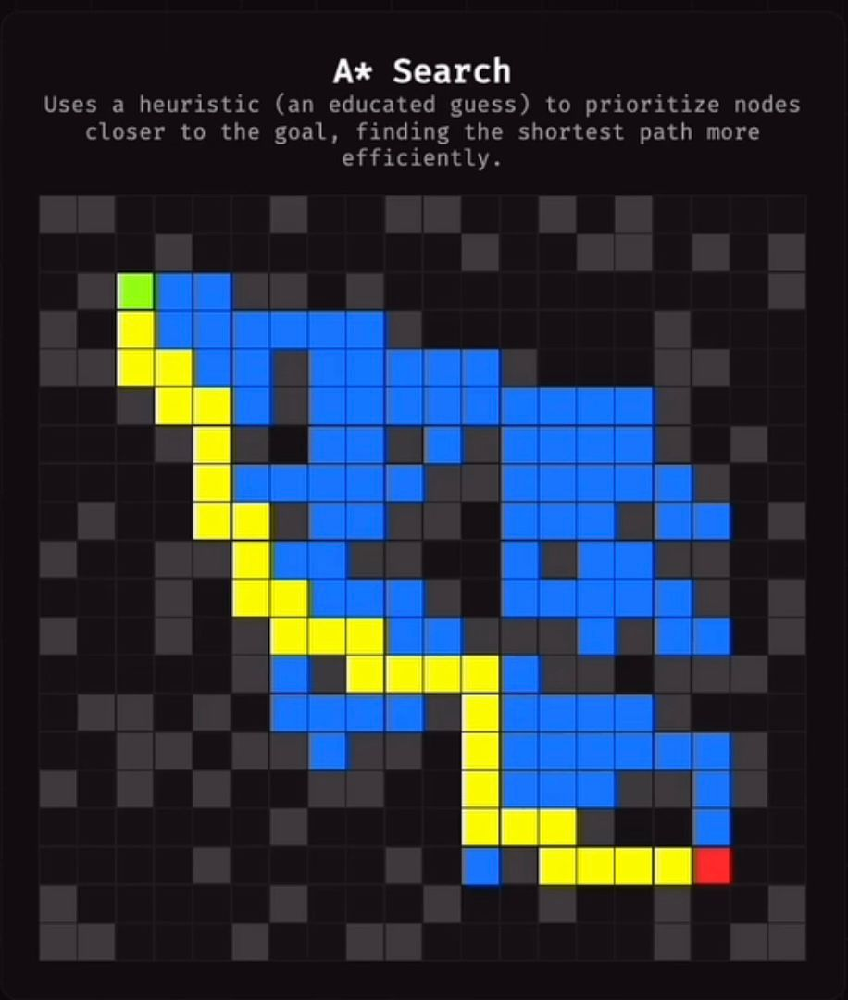 A* Search
Uses a heuristic (an educated guess) to prioritize nodes
closer to the goal, finding the shortest path more
efficiently.